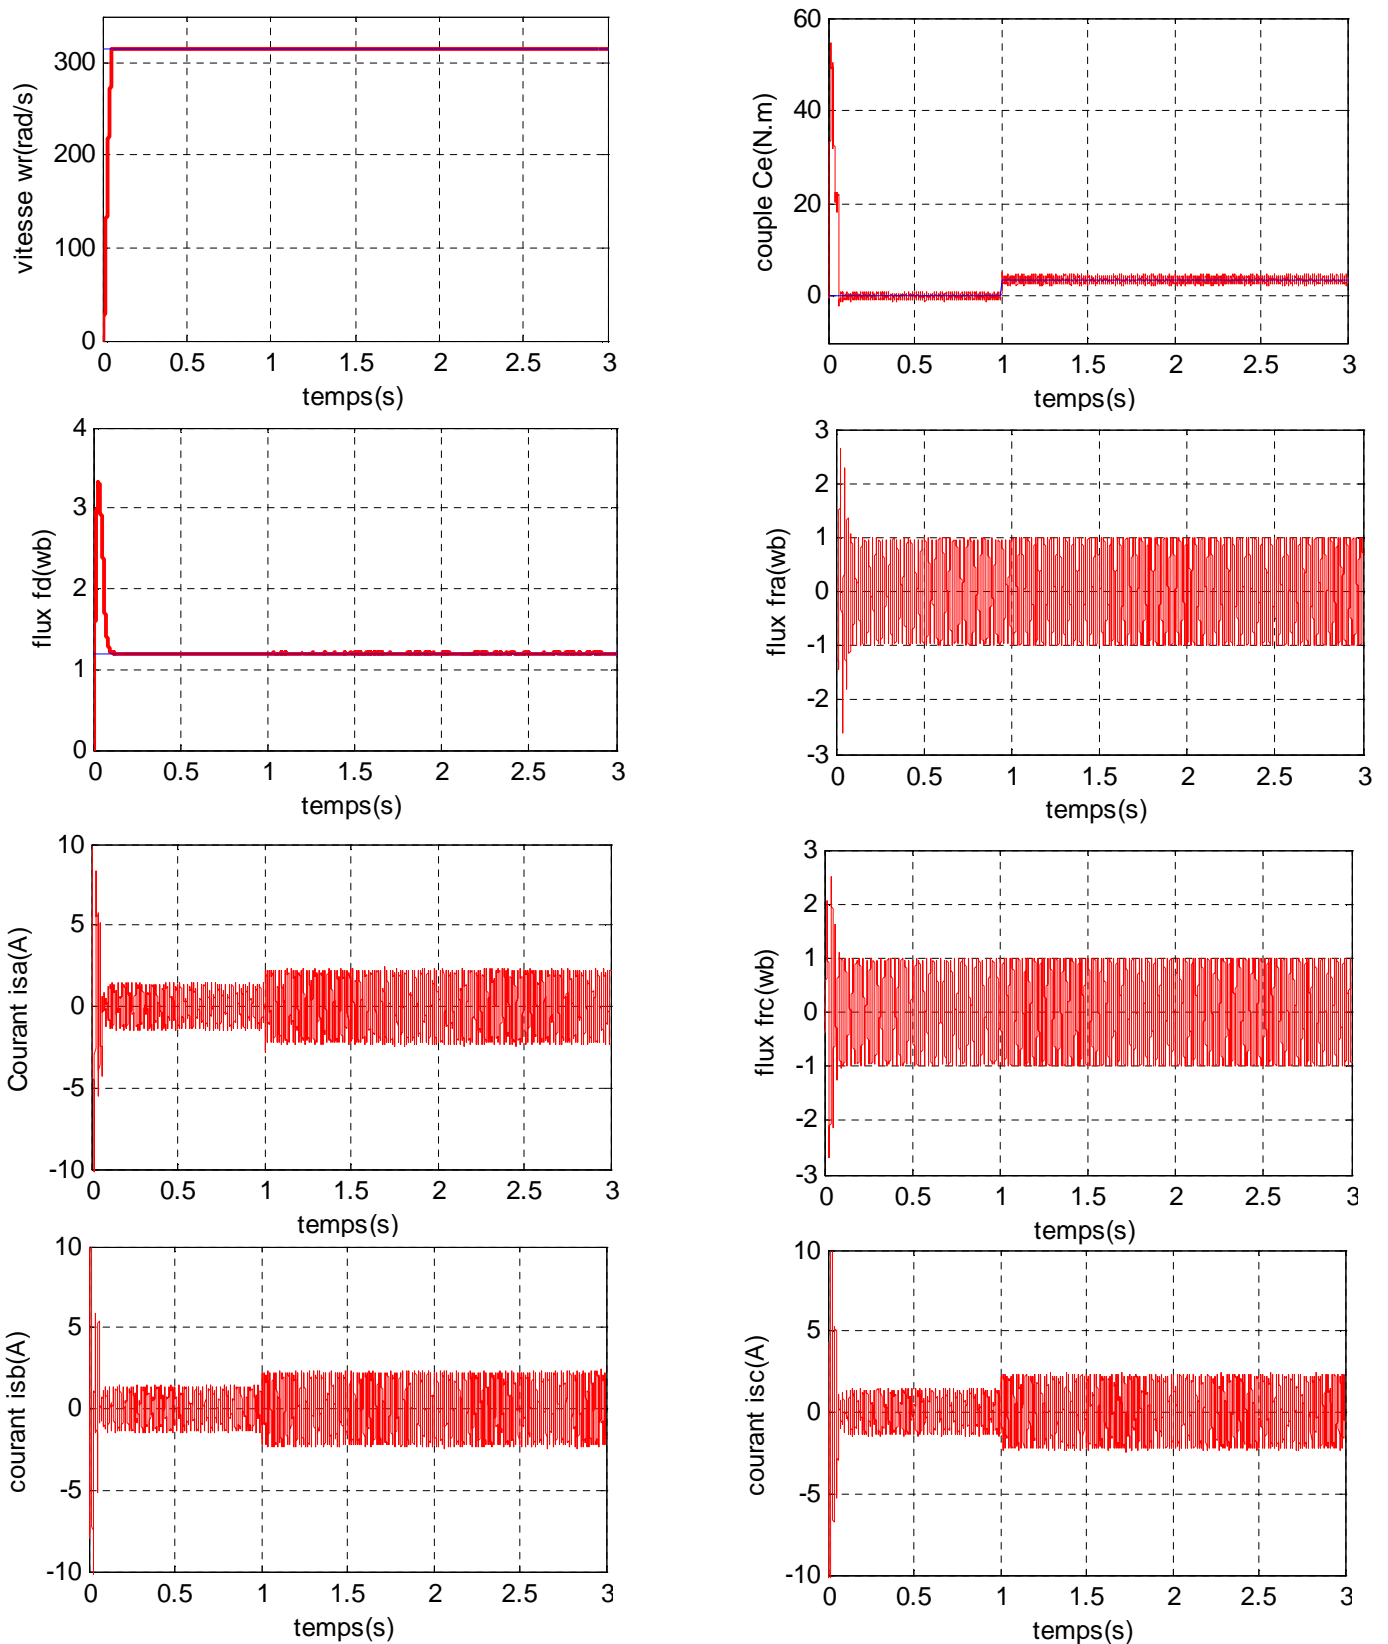 vitesse wr(rad/s)
300
200
100
0
0 0.5 1 1.5 2 2.5 3
temps(s)
couple Ce(N.m)
60
40
20
0
0 0.5 1 1.5 2 2.5 3
temps(s)
flux fd(wb)
4
3
2
1
0
0 0.5 1 1.5 2 2.5 3
temps(s)
flux fra(wb)
3
2
1
0
-1
-2
-3
0 0.5 1 1.5 2 2.5 3
temps(s)
Courant isa(A)
10
5
0
-5
-10
0 0.5 1 1.5 2 2.5 3
temps(s)
flux frc(wb)
3
2
1
0
-1
-2
-3
0 0.5 1 1.5 2 2.5 3
temps(s)
courant isb(A)
10
5
0
-5
-10
0 0.5 1 1.5 2 2.5 3
temps(s)
courant isc(A)
10
5
0
-5
-10
0 0.5 1 1.5 2 2.5 3
temps(s)